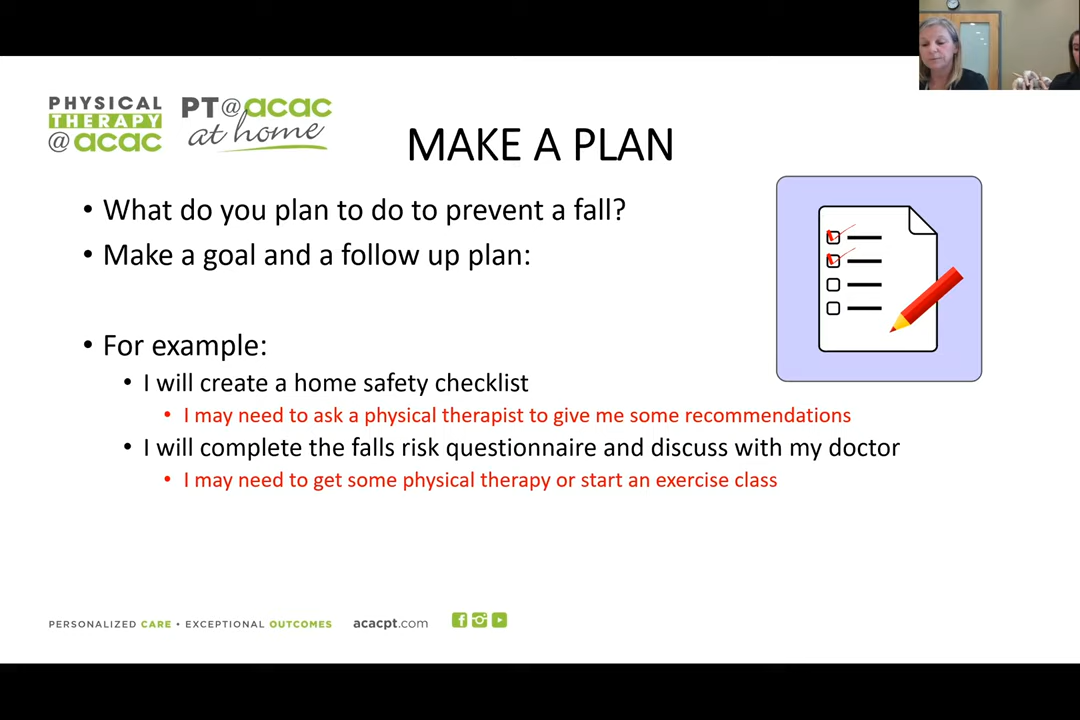 PHYSICAL
THERAPY
@acac
PT@acac
at home
MAKE A PLAN
• What do you plan to do to prevent a fall?
• Make a goal and a follow up plan:
• For example:
• I will create a home safety checklist
• I may need to ask a physical therapist to give me some recommendations
• I will complete the falls risk questionnaire and discuss with my doctor
• I may need to get some physical therapy or start an exercise class
PERSONALIZED CARE • EXCEPTIONAL OUTCOMES acacpt.com